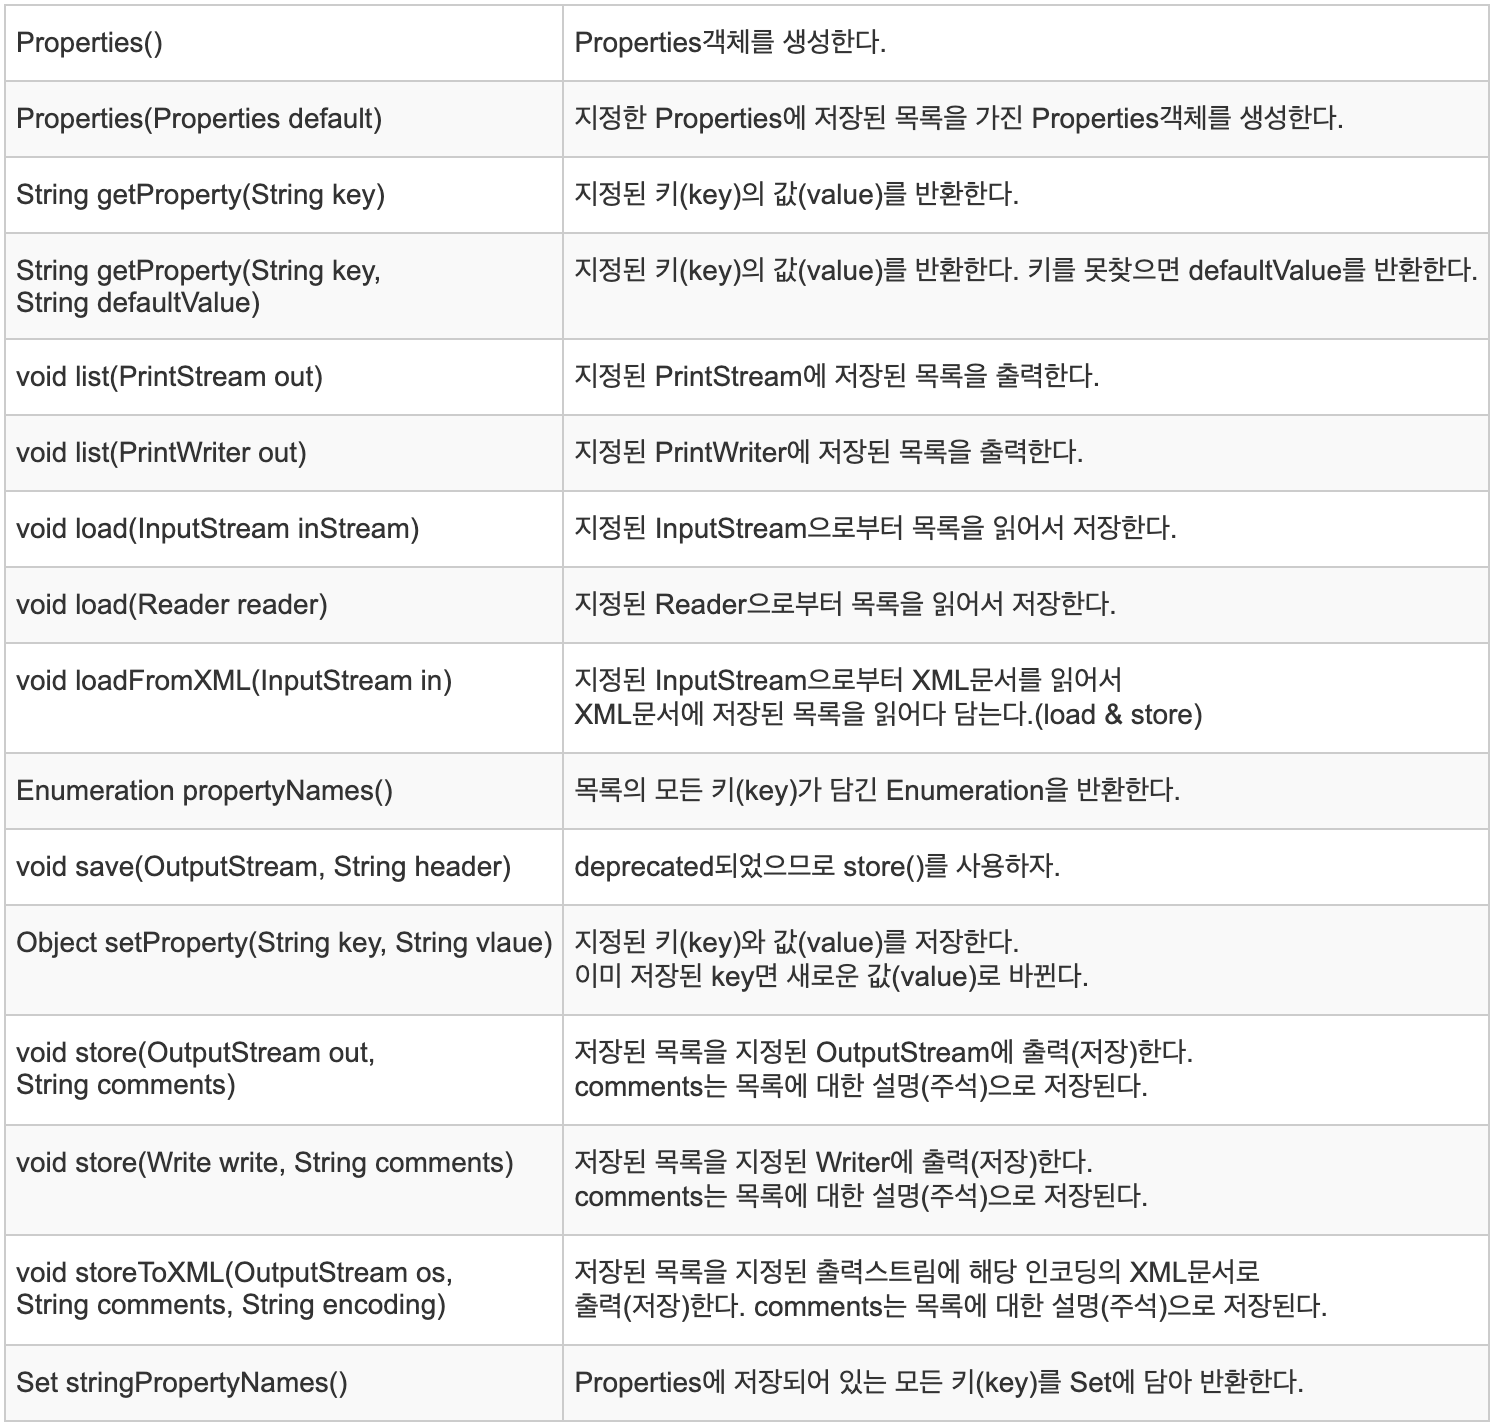 Properties()
Properties객체를 생성한다.
Properties(Properties default)
지정한 Properties에 저장된 목록을 가진 Properties객체를 생성한다.
String getProperty(String key)
지정된 키(key)의 값(value)를 반환한다.
String getProperty(String key,
String defaultValue)
지정된 키(key)의 값(value)를 반환한다. 키를 못찾으면 defaultValue를 반환한다.
void list(PrintStream out)
지정된 PrintStream에 저장된 목록을 출력한다.
void list(PrintWriter out)
지정된 PrintWriter에 저장된 목록을 출력한다.
void load(InputStream inStream)
지정된 InputStream으로부터 목록을 읽어서 저장한다.
void load(Reader reader)
지정된 Reader으로부터 목록을 읽어서 저장한다.
void loadFromXML(InputStream in)
지정된 InputStream으로부터 XML문서를 읽어서
XML문서에 저장된 목록을 읽어다 담는다.(load & store)
Enumeration propertyNames()
목록의 모든 키(key)가 담긴 Enumeration을 반환한다.
void save(OutputStream, String header)
deprecated되었으므로 store()를 사용하자.
Object setProperty(String key, String vlaue)
지정된 키(key)와 값(value)를 저장한다.
이미 저장된 key면 새로운 값(value)로 바뀐다.
void store(OutputStream out,
String comments)
저장된 목록을 지정된 OutputStream에 출력(저장)한다.
comments는 목록에 대한 설명(주석)으로 저장된다.
void store(Write write, String comments)
저장된 목록을 지정된 Writer에 출력(저장)한다.
comments는 목록에 대한 설명(주석)으로 저장된다.
void storeToXML(OutputStream os,
String comments, String encoding)
저장된 목록을 지정된 출력스트림에 해당 인코딩의 XML문서로
출력(저장)한다. comments는 목록에 대한 설명(주석)으로 저장된다.
Set stringPropertyNames()
Properties에 저장되어 있는 모든 키(key)를 Set에 담아 반환한다.